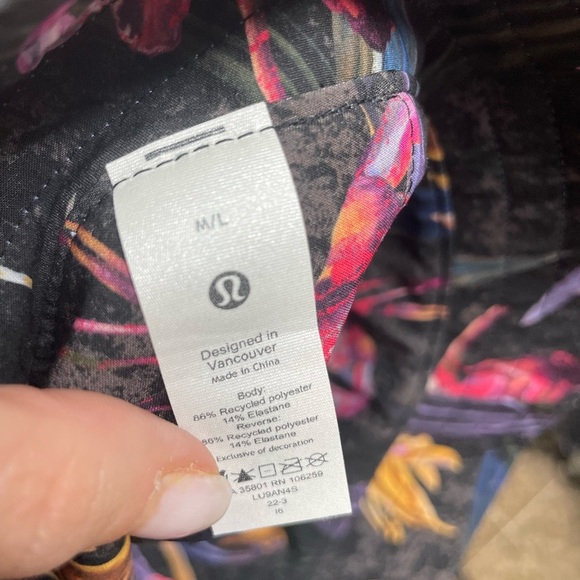 M/L
Designed in
Vancouver
Made in China
Body:
86% Recycled polyester
14% Elastane
Reverse:
86% Recycled polyester
14% Elastane
Exclusive of decoration
35801 RN 106259
LU9AN4S
22-3
I6